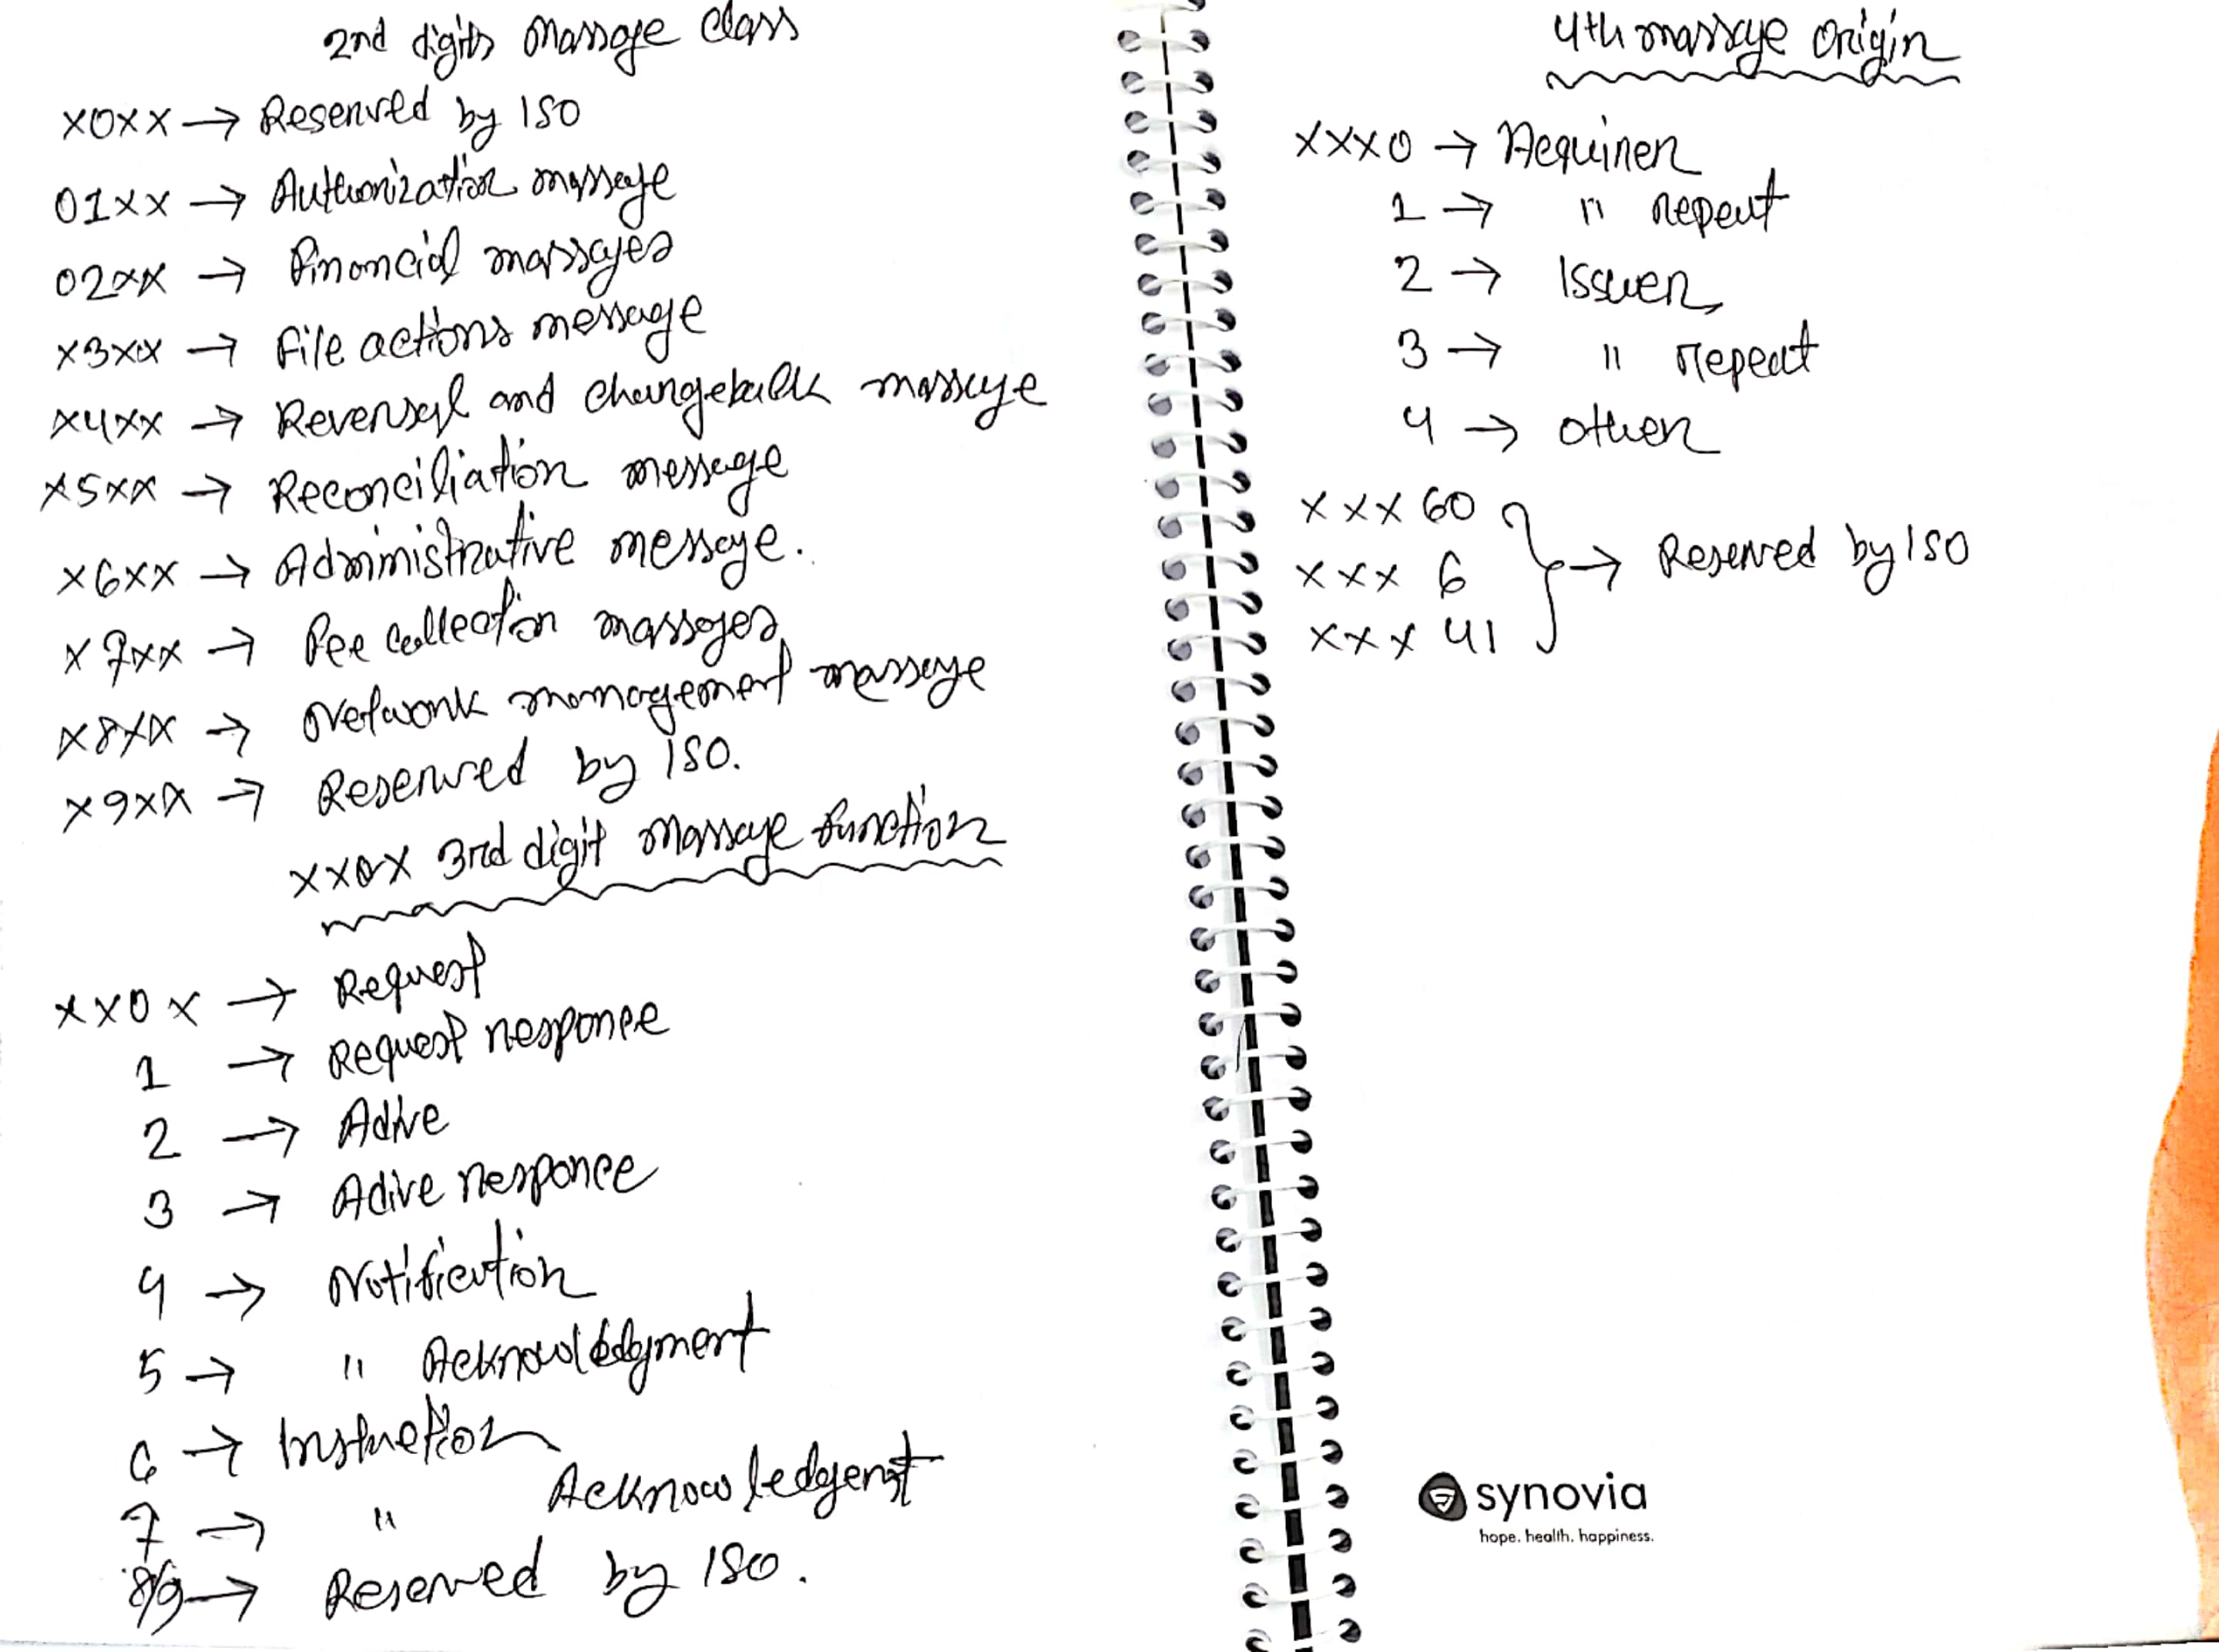 2nd digits massage class
x0xx → Reserved by ISO
01xx → Authorization massage
02xx → financial massages
x3xx → file actions message
x4xx → Reversal and chargeback massage
x5xx → Reconciliation message
x6xx → Administrative message.
x7xx → fee collection massages
x8xx → Network management massage
x9xx → Reserved by ISO.
xx0x 3rd digit massage function
xx0x → Request
1 → Request responce
2 → Adive
3 → Adive responce
4 → Notification
5 → " Acknowledgment
6 → Instruction
7 → " Acknowledgent
8/9 → Reserved by ISO.
4th massage origin
xxx0 → Aequirer
1 → " repeat
2 → Issuer
3 → " repeat
4 → other
xxx 60
xxx 6 → Reserved by ISO
xxx 41
synovia
hope. health. happiness.